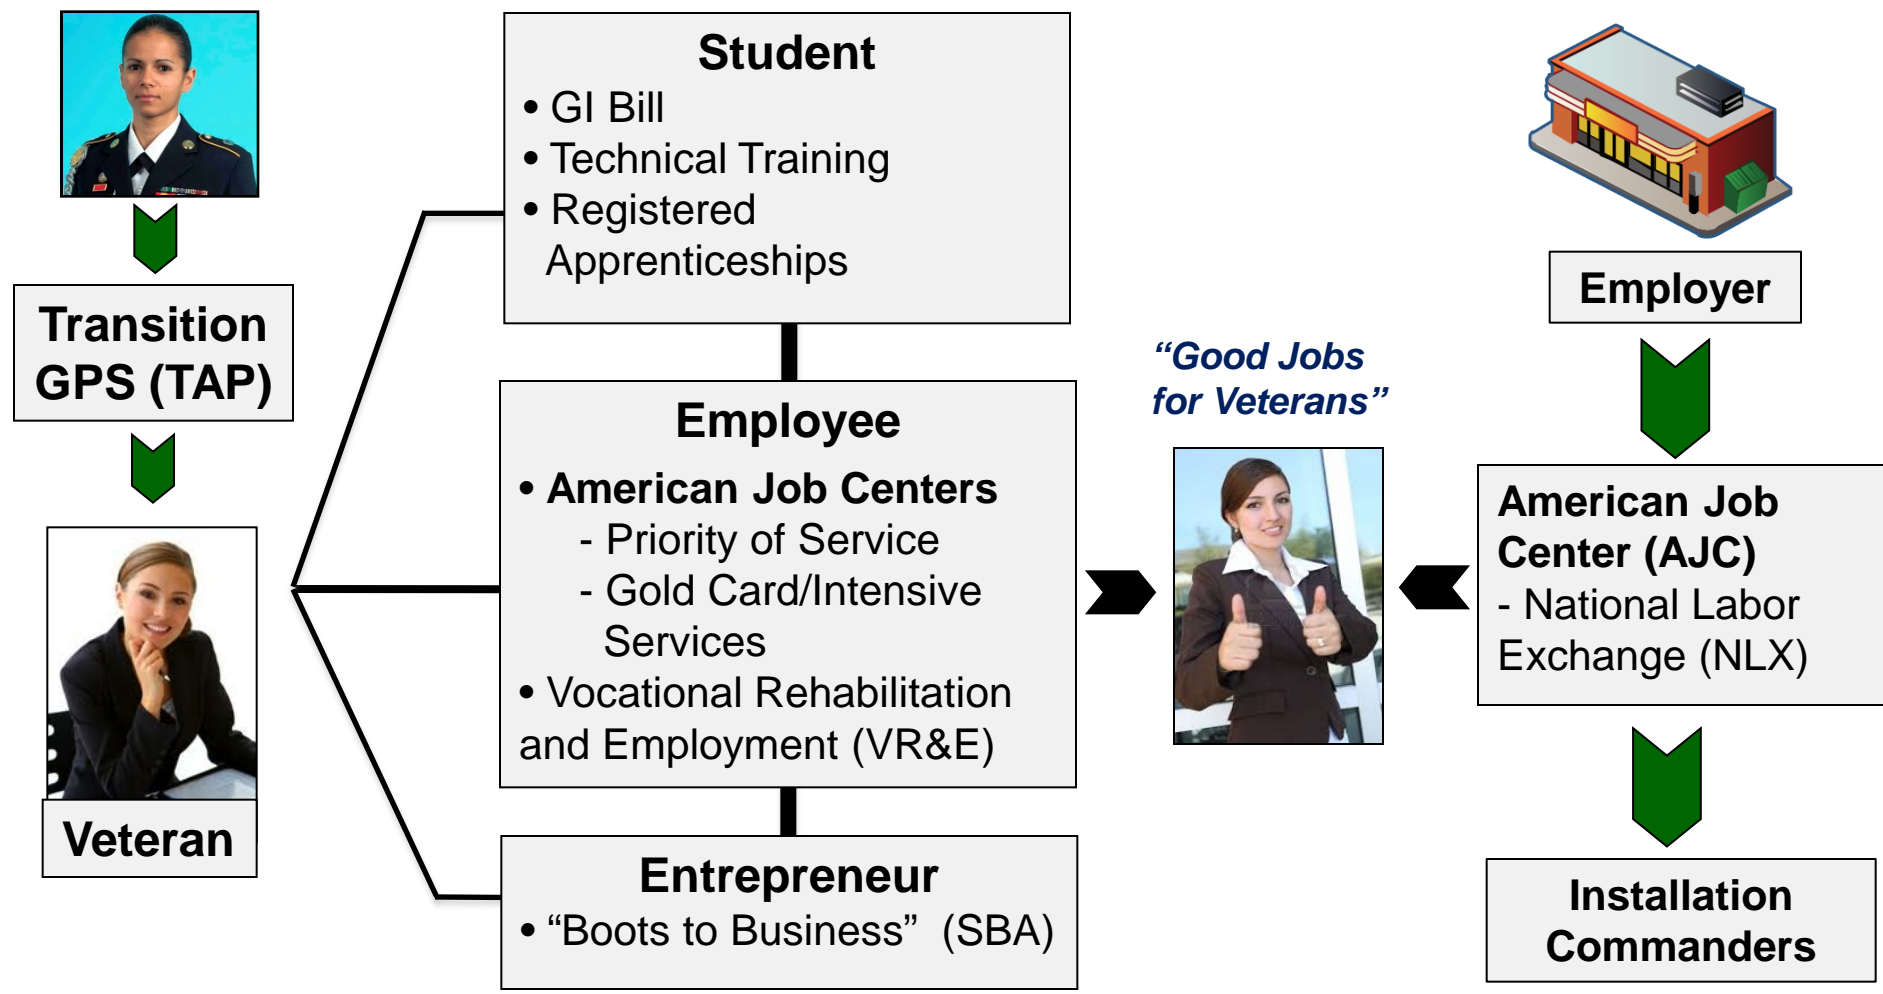 Transition
GPS (TAP)
Veteran
Student
• GI Bill
• Technical Training
• Registered
Apprenticeships
Employee
• American Job Centers
- Priority of Service
- Gold Card/Intensive
Services
• Vocational Rehabilitation
and Employment (VR&E)
Entrepreneur
• “Boots to Business” (SBA)
“Good Jobs
for Veterans”
Employer
American Job
Center (AJC)
- National Labor
Exchange (NLX)
Installation
Commanders